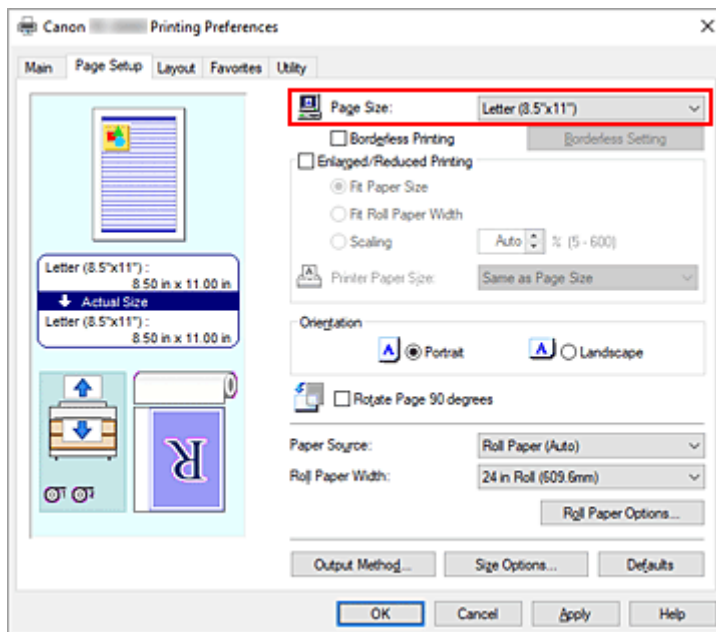 Canon Printing Preferences
Main Page Setup Layout Favorites Utility
Page Size: Letter (8.5"x11")
Borderless Printing Borderless Setting
Enlarged/Reduced Printing
Fit Paper Size
Fit Roll Paper Width
Scaling Auto % (5 - 600)
Printer Paper Size: Same as Page Size
Letter (8.5"x11") :
8.50 in x 11.00 in
Actual Size
Letter (8.5"x11") :
8.50 in x 11.00 in
Orientation
A Portrait A Landscape
Rotate Page 90 degrees
R
Paper Source: Roll Paper (Auto)
Roll Paper Width: 24 in Roll (609.6mm)
Roll Paper Options...
Output Method... Size Options... Defaults
OK Cancel Apply Help